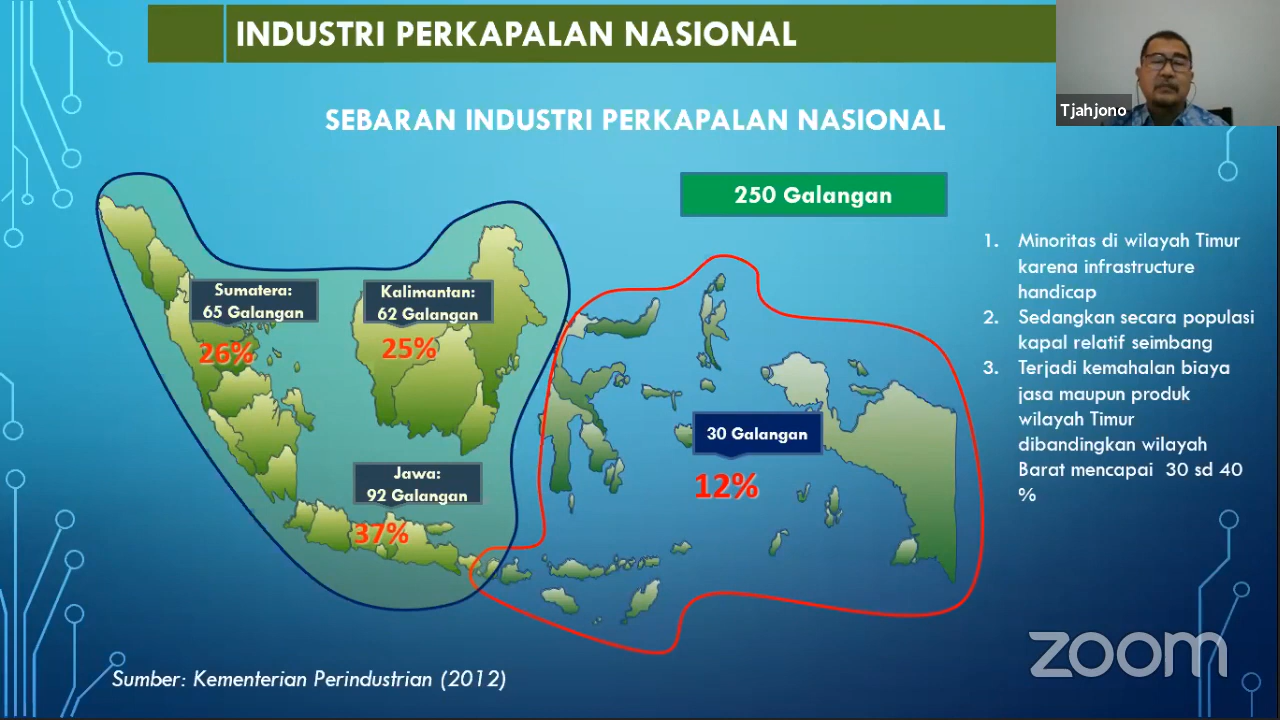 INDUSTRI PERKAPALAN NASIONAL
Tjahjono
SEBARAN INDUSTRI PERKAPALAN NASIONAL
250 Galangan
Sumatera:
65 Galangan
26%
Kalimantan:
62 Galangan
25%
Jawa:
92 Galangan
37%
30 Galangan
12%
1. Minoritas di wilayah Timur
karena infrastructure
handicap
2. Sedangkan secara populasi
kapal relatif seimbang
3. Terjadi kemahalan biaya
jasa maupun produk
wilayah Timur
dibandingkan wilayah
Barat mencapai 30 sd 40
%
Sumber: Kementerian Perindustrian (2012)
zoom